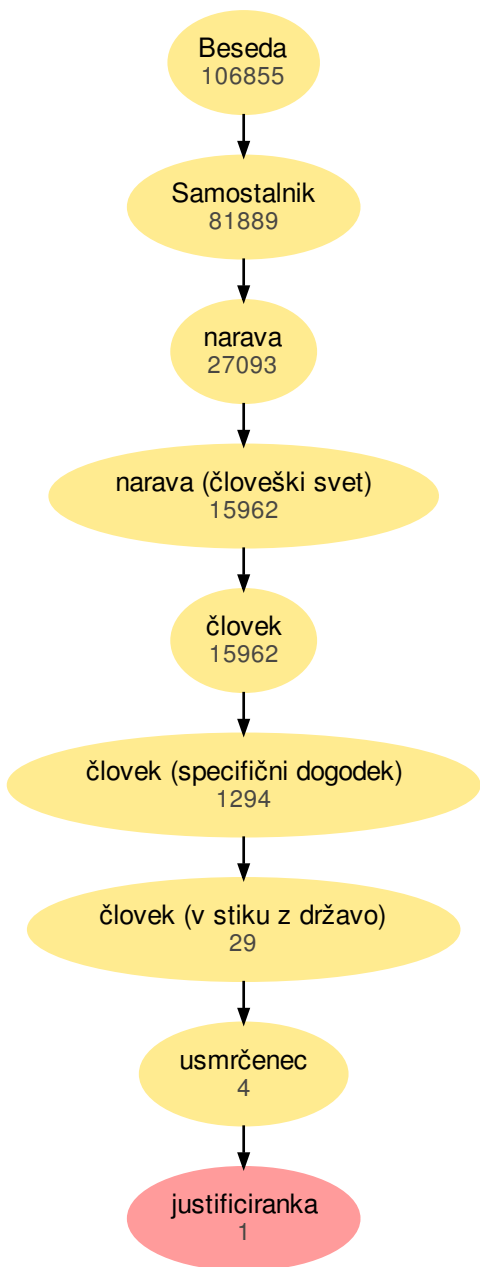 Beseda
106855
Samostalnik
81889
narava
27093
narava (človeški svet)
15962
človek
15962
človek (specifični dogodek)
1294
človek (v stiku z državo)
29
usmrčenec
4
justificiranka
1